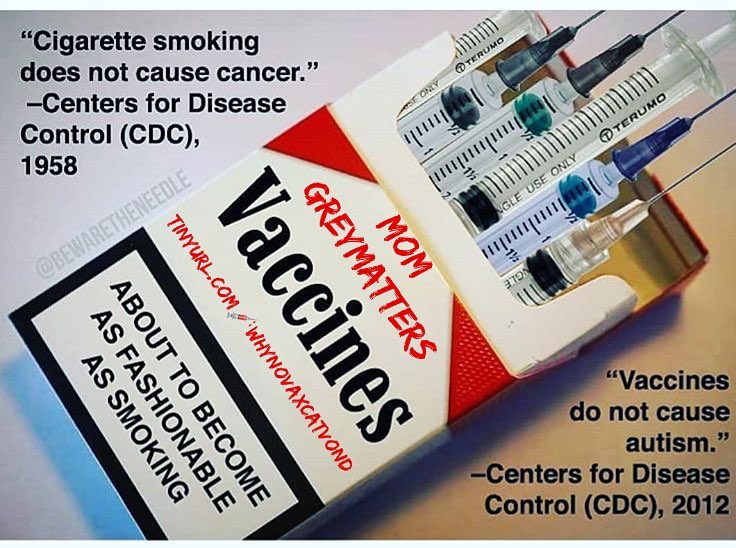 “Cigarette smoking
does not cause cancer.”
–Centers for Disease
Control (CDC),
1958
@BEWARETHENEEDLE
Vaccines
MOM
GREYMATTERS
TINYURL.COM
WHYNOVAXCATVOND
ABOUT TO BECOME
AS FASHIONABLE
AS SMOKING
TERUMO
USE ONLY
TERUMO
SINGLE USE ONLY
“Vaccines
do not cause
autism.”
–Centers for Disease
Control (CDC), 2012